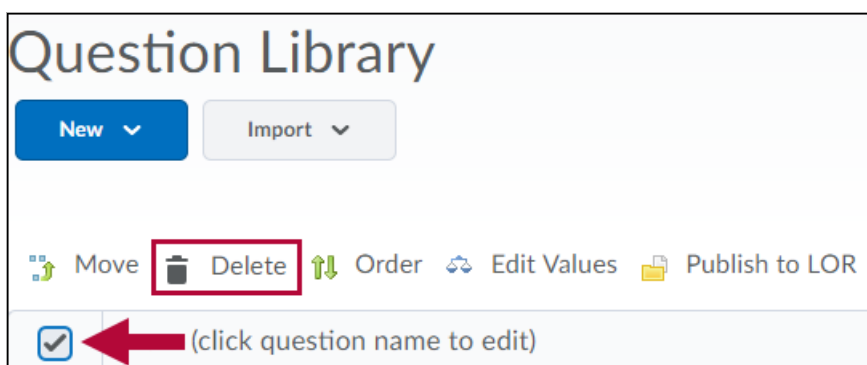 Question Library
New Import
Move Delete Order Edit Values Publish to LOR
(click question name to edit)